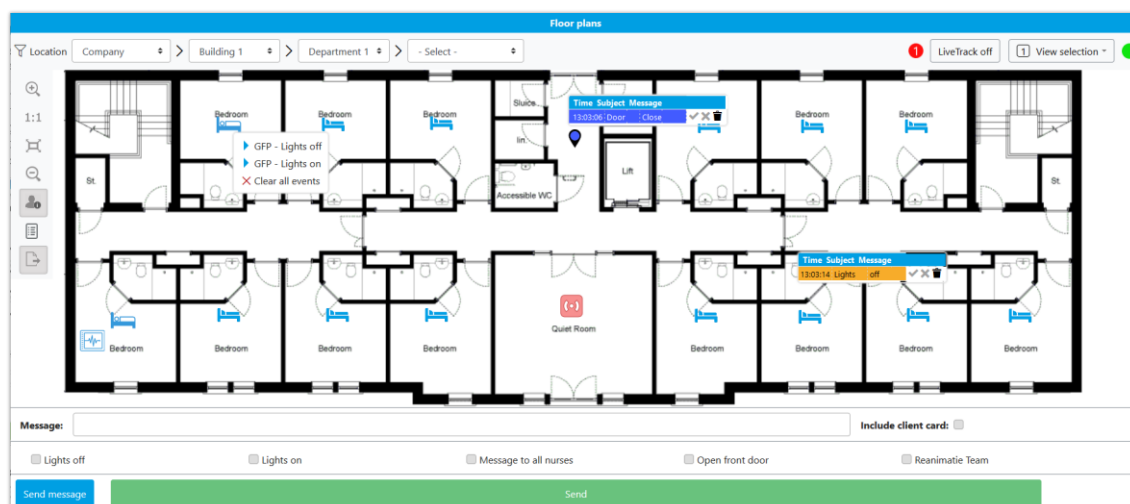 Floor plans
Location Company Building 1 Department 1 - Select - 1 LiveTrack off 1 View selection
1:1
Bedroom Bedroom Bedroom Sluice Bedroom Bedroom Bedroom
Time Subject Message
13:03:06 Door Close
lin.
GFP - Lights off
GFP - Lights on
Clear all events
St. Lift St.
Accessible WC
Time Subject Message
13:03:14 Lights off
Quiet Room
Bedroom Bedroom Bedroom Bedroom Bedroom Bedroom Bedroom Bedroom
Message: Include client card:
Lights off Lights on Message to all nurses Open front door Reanimatie Team
Send message Send